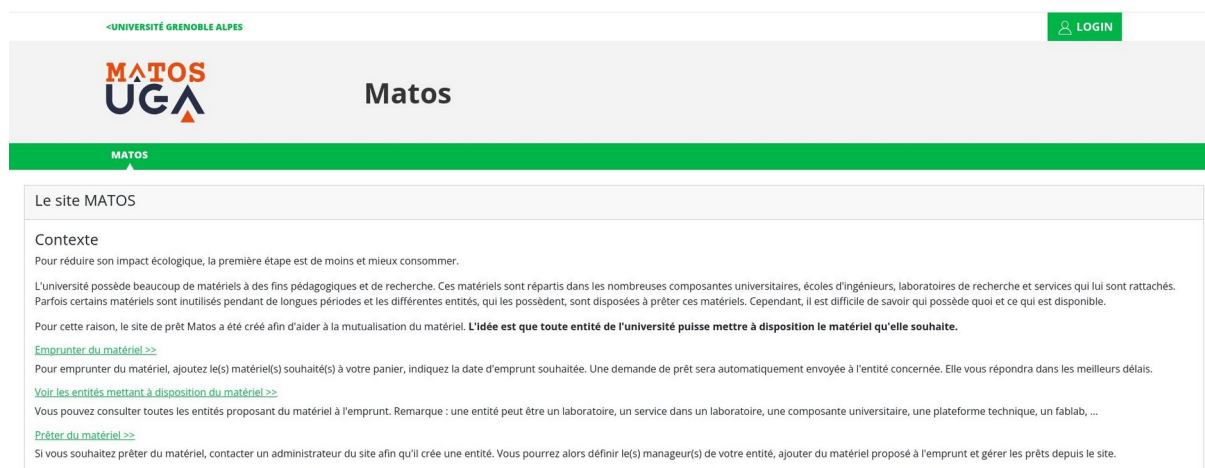 <UNIVERSITÉ GRENOBLE ALPES
LOGIN
MATOS
UGA
Matos
MATOS
Le site MATOS
Contexte
Pour réduire son impact écologique, la première étape est de moins et mieux consommer.
L'université possède beaucoup de matériels à des fins pédagogiques et de recherche. Ces matériels sont répartis dans les nombreuses composantes universitaires, écoles d'ingénieurs, laboratoires de recherche et services qui lui sont rattachés.
Parfois certains matériels sont inutilisés pendant de longues périodes et les différentes entités, qui les possèdent, sont disposées à prêter ces matériels. Cependant, il est difficile de savoir qui possède quoi et ce qui est disponible.
Pour cette raison, le site de prêt Matos a été créé afin d'aider à la mutualisation du matériel. L'idée est que toute entité de l'université puisse mettre à disposition le matériel qu'elle souhaite.
Emprunter du matériel >>
Pour emprunter du matériel, ajoutez le(s) matériel(s) souhaité(s) à votre panier, indiquez la date d'emprunt souhaitée. Une demande de prêt sera automatiquement envoyée à l'entité concernée. Elle vous répondra dans les meilleurs délais.
Voir les entités mettant à disposition du matériel >>
Vous pouvez consulter toutes les entités proposant du matériel à l'emprunt. Remarque : une entité peut être un laboratoire, un service dans un laboratoire, une composante universitaire, une plateforme technique, un fablab, ...
Prêter du matériel >>
Si vous souhaitez prêter du matériel, contacter un administrateur du site afin qu'il crée une entité. Vous pourrez alors définir le(s) manageur(s) de votre entité, ajouter du matériel proposé à l'emprunt et gérer les prêts depuis le site.